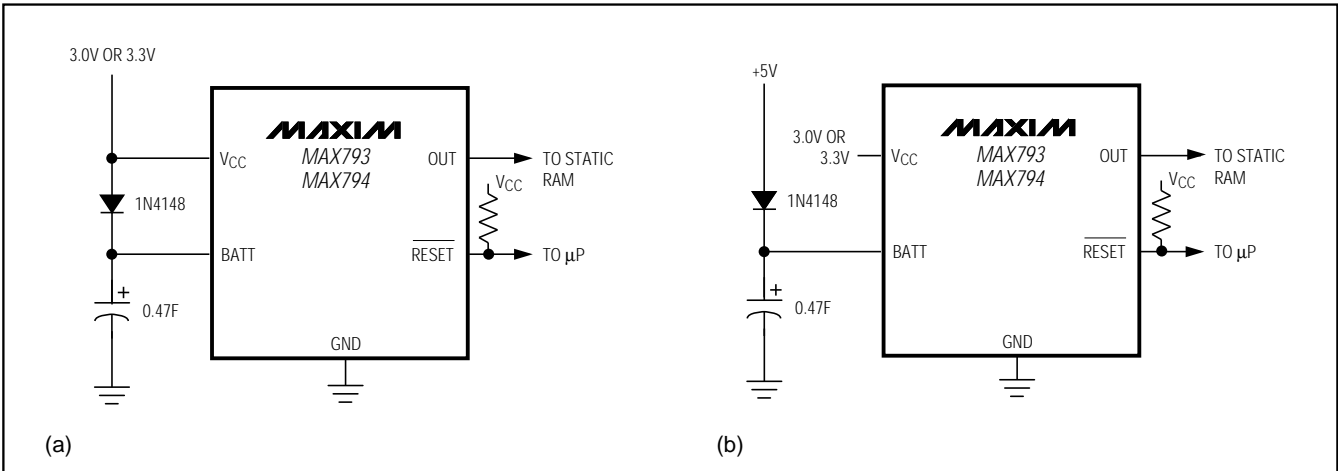 3.0V OR 3.3V
MAXIM
MAX793
MAX794
VCC
OUT
TO STATIC
RAM
VCC
1N4148
BATT
RESET
TO μP
+
0.47F
GND
(a)
+5V
3.0V OR
3.3V
MAXIM
MAX793
MAX794
VCC
OUT
TO STATIC
RAM
VCC
1N4148
BATT
RESET
TO μP
+
0.47F
GND
(b)